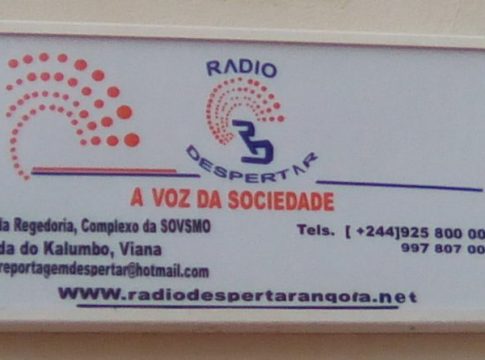 RADIO
RD
DESPERTAR
A VOZ DA SOCIEDADE
da Regedoria, Complexo da SOVSMO
da do Kalumbo, Viana
reportagemdespertar@hotmail.com
Tels. [ +244]925 800 00
997 807 00
www.radiodespertarangola.net